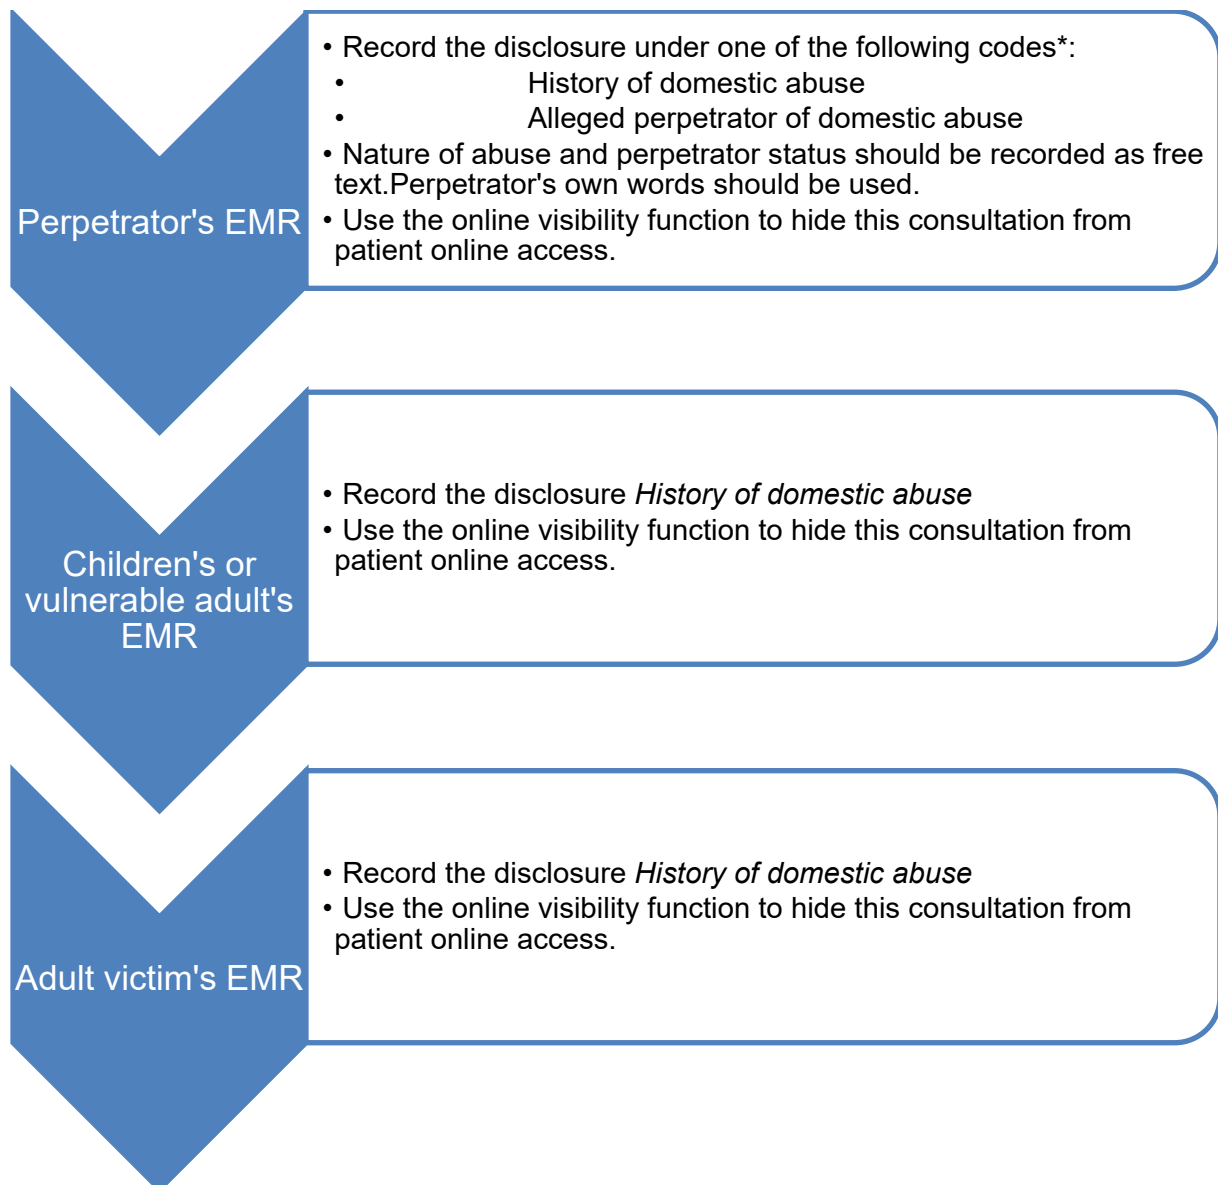 Perpetrator's EMR
• Record the disclosure under one of the following codes*:
• History of domestic abuse
• Alleged perpetrator of domestic abuse
• Nature of abuse and perpetrator status should be recorded as free
text.Perpetrator's own words should be used.
• Use the online visibility function to hide this consultation from
patient online access.
Children's or
vulnerable adult's
EMR
• Record the disclosure History of domestic abuse
• Use the online visibility function to hide this consultation from
patient online access.
Adult victim's EMR
• Record the disclosure History of domestic abuse
• Use the online visibility function to hide this consultation from
patient online access.